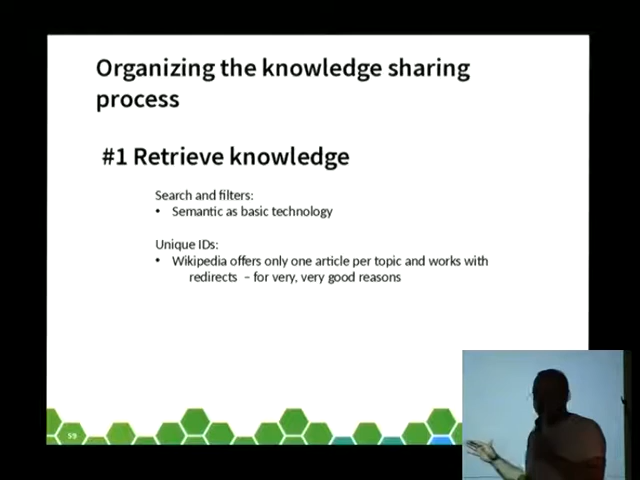 Organizing the knowledge sharing
process
#1 Retrieve knowledge
Search and filters:
• Semantic as basic technology
Unique IDs:
• Wikipedia offers only one article per topic and works with
redirects – for very, very good reasons
59